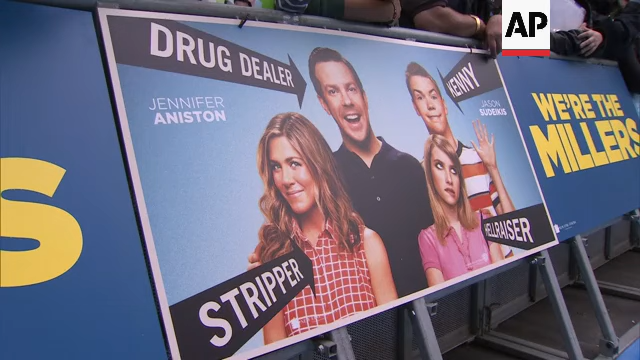 AP
DRUG DEALER
KENNY
JENNIFER
ANISTON
JASON
SUDEIKIS
WE'RE THE
MILLERS
S
HELLRAISER
STRIPPER